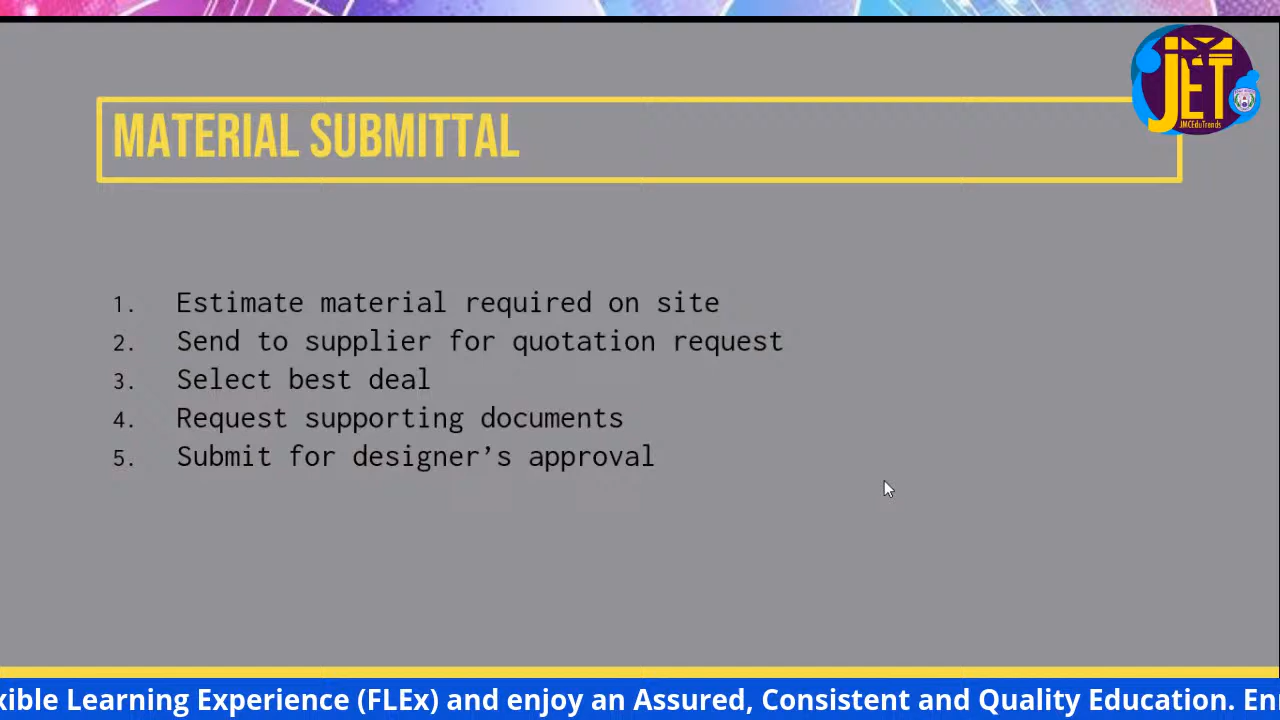 JET
JMCEduTrends
MATERIAL SUBMITTAL
1. Estimate material required on site
2. Send to supplier for quotation request
3. Select best deal
4. Request supporting documents
5. Submit for designer’s approval
xible Learning Experience (FLEx) and enjoy an Assured, Consistent and Quality Education. En